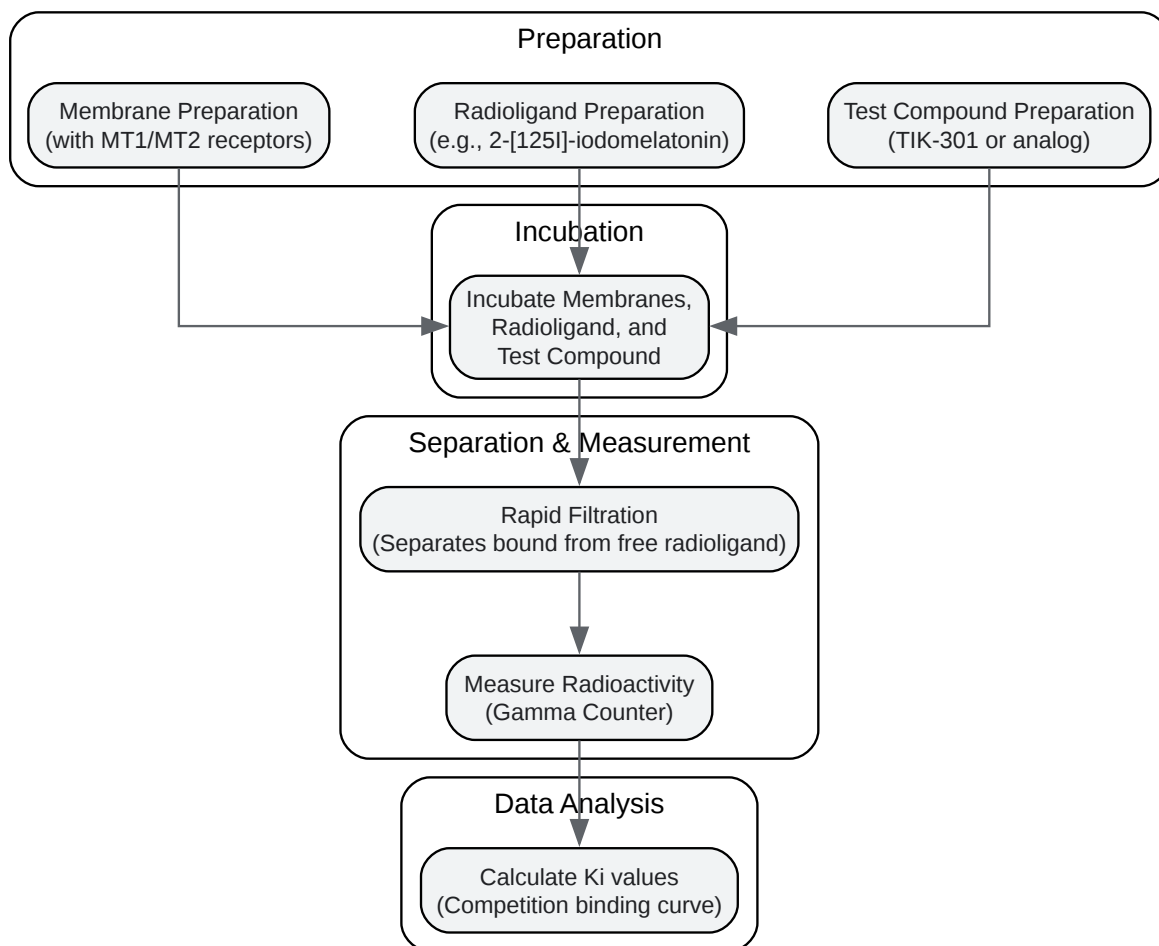 Preparation
Membrane Preparation
(with MT1/MT2 receptors)
Radioligand Preparation
(e.g., 2-[125I]-iodomelatonin)
Test Compound Preparation
(TIK-301 or analog)
Incubation
Incubate Membranes,
Radioligand, and
Test Compound
Separation & Measurement
Rapid Filtration
(Separates bound from free radioligand)
Measure Radioactivity
(Gamma Counter)
Data Analysis
Calculate Ki values
(Competition binding curve)